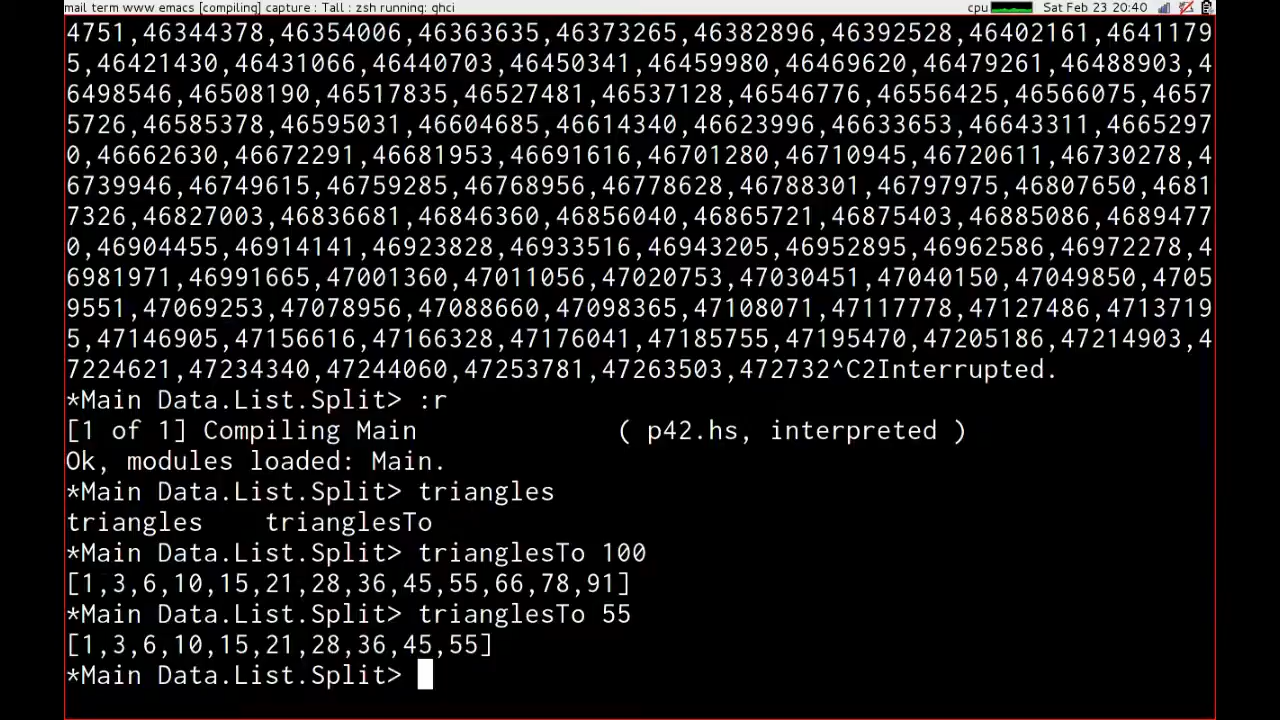 mail term www emacs [compiling] capture : Tall : zsh running: ghci cpu Sat Feb 23 20:40
4751,46344378,46354006,46363635,46373265,46382896,46392528,46402161,4641179
5,46421430,46431066,46440703,46450341,46459980,46469620,46479261,46488903,4
6498546,46508190,46517835,46527481,46537128,46546776,46556425,46566075,4657
5726,46585378,46595031,46604685,46614340,46623996,46633653,46643311,4665297
0,46662630,46672291,46681953,46691616,46701280,46710945,46720611,46730278,4
6739946,46749615,46759285,46768956,46778628,46788301,46797975,46807650,4681
7326,46827003,46836681,46846360,46856040,46865721,46875403,46885086,4689477
0,46904455,46914141,46923828,46933516,46943205,46952895,46962586,46972278,4
6981971,46991665,47001360,47011056,47020753,47030451,47040150,47049850,4705
9551,47069253,47078956,47088660,47098365,47108071,47117778,47127486,4713719
5,47146905,47156616,47166328,47176041,47185755,47195470,47205186,47214903,4
7224621,47234340,47244060,47253781,47263503,472732^C2Interrupted.
*Main Data.List.Split> :r
[1 of 1] Compiling Main ( p42.hs, interpreted )
Ok, modules loaded: Main.
*Main Data.List.Split> triangles
triangles trianglesTo
*Main Data.List.Split> trianglesTo 100
[1,3,6,10,15,21,28,36,45,55,66,78,91]
*Main Data.List.Split> trianglesTo 55
[1,3,6,10,15,21,28,36,45,55]
*Main Data.List.Split>